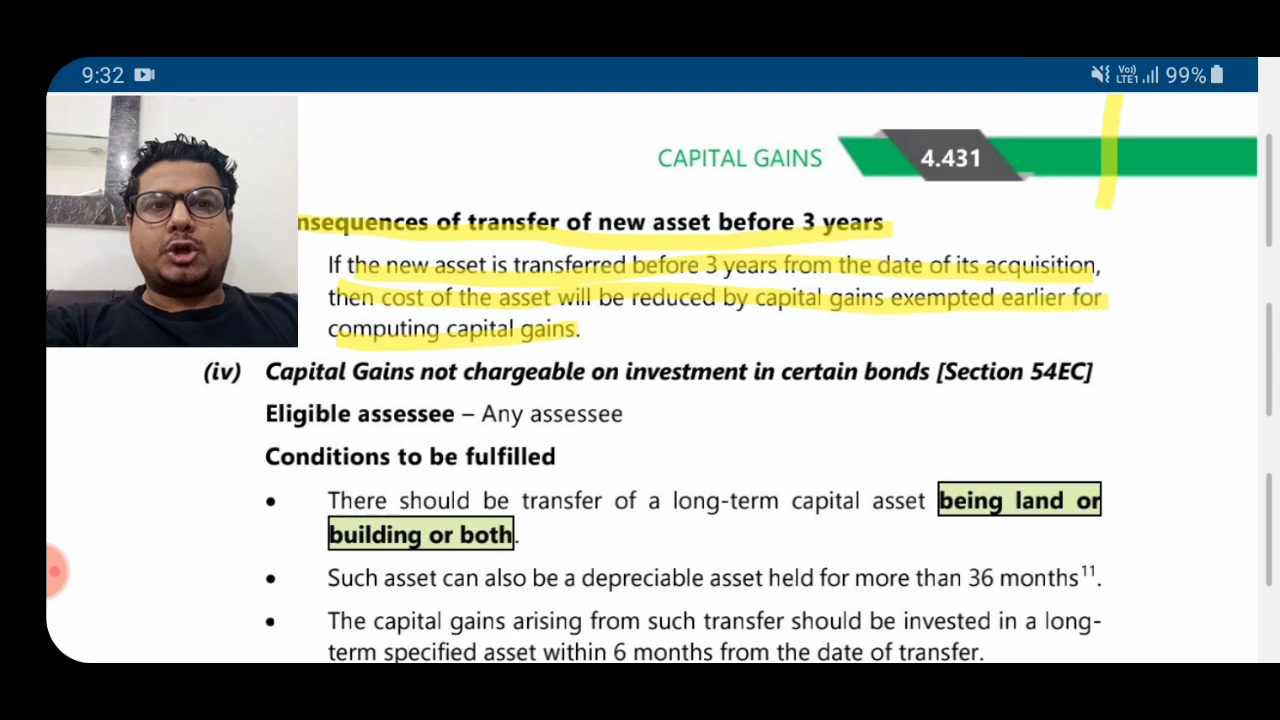 9:32 Vo) LTE1 99%
CAPITAL GAINS 4.431
nsequences of transfer of new asset before 3 years
If the new asset is transferred before 3 years from the date of its acquisition,
then cost of the asset will be reduced by capital gains exempted earlier for
computing capital gains.
(iv) Capital Gains not chargeable on investment in certain bonds [Section 54EC]
Eligible assessee – Any assessee
Conditions to be fulfilled
• There should be transfer of a long-term capital asset being land or
building or both.
• Such asset can also be a depreciable asset held for more than 36 months¹¹.
• The capital gains arising from such transfer should be invested in a long-
term specified asset within 6 months from the date of transfer.